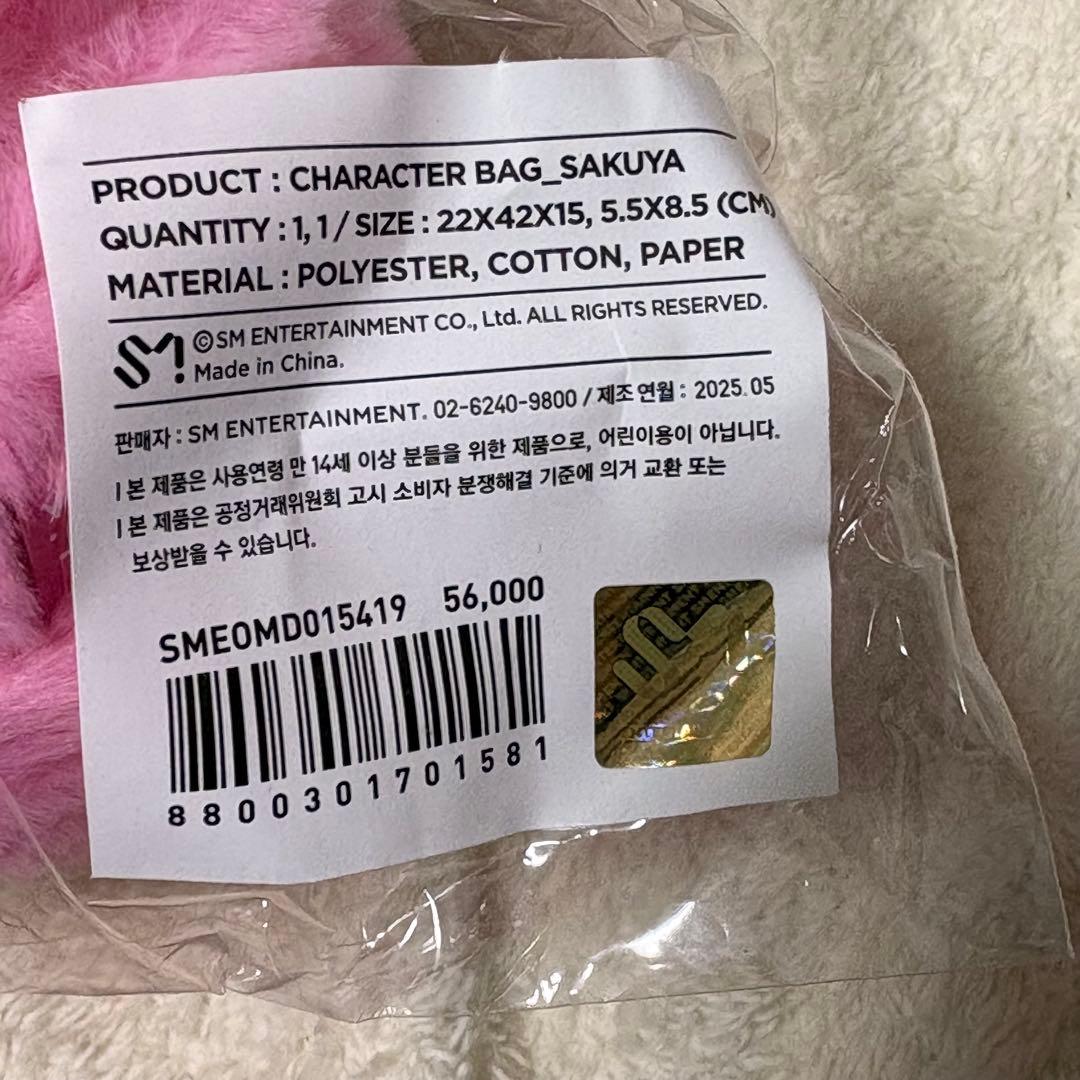 PRODUCT : CHARACTER BAG_SAKUYA
QUANTITY : 1, 1 / SIZE : 22X42X15, 5.5X8.5 (CM)
MATERIAL : POLYESTER, COTTON, PAPER
SM ©SM ENTERTAINMENT CO., Ltd. ALL RIGHTS RESERVED.
Made in China.
판매자 : SM ENTERTAINMENT. 02-6240-9800 / 제조 연월 : 2025. 05
| 본 제품은 사용연령 만 14세 이상 분들을 위한 제품으로, 어린이용이 아닙니다.
| 본 제품은 공정거래위원회 고시 소비자 분쟁해결 기준에 의거 교환 또는
보상받을 수 있습니다.
SMEOMD015419 56,000
8800301701581